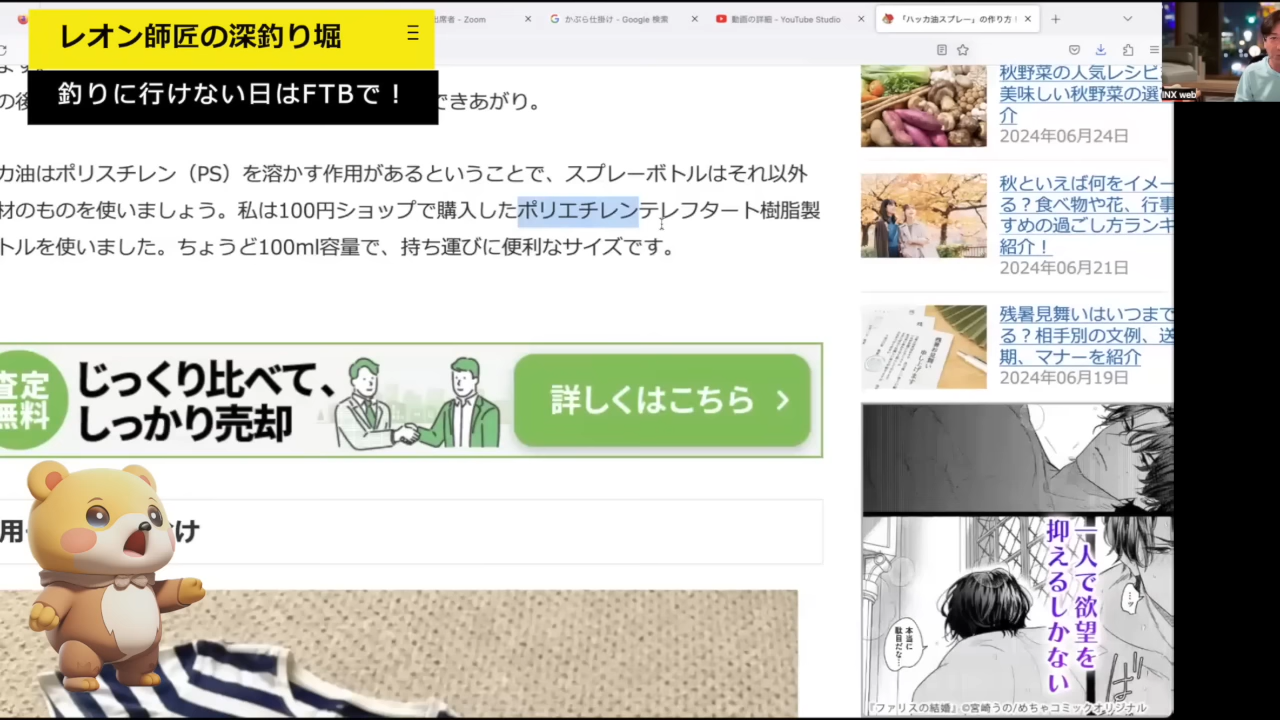 レオン師匠の深釣り堀
釣りに行けない日はFTBで！
出席者 - Zoom
かぶら仕掛け - Google 検索
動画の詳細 - YouTube Studio
「ハッカ油スプレー」の作り方
INX web
できあがり。
カ油はポリスチレン（PS）を溶かす作用があるということで、スプレーボトルはそれ以外
材のものを使いましょう。私は100円ショップで購入したポリエチレンテレフタート樹脂製
トルを使いました。ちょうど100ml容量で、持ち運びに便利なサイズです。
査定
無料
じっくり比べて、
しっかり売却
詳しくはこちら
用
け
秋野菜の人気レシピ
美味しい秋野菜の選
介
2024年06月24日
秋といえば何をイメー
る？食べ物や花、行事
すめの過ごし方ランキ
紹介！
2024年06月21日
残暑見舞いはいつまで
る？相手別の文例、送
期、マナーを紹介
2024年06月19日
一人で欲望を
抑えるしかない
本当に
駄目だな…
…ッ
『ファリスの結婚』©宮崎うの/めちゃコミックオリジナル